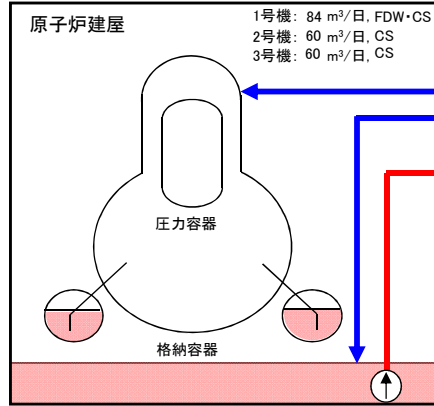 原子炉建屋
1号機: 84 m³/日, FDW・CS
2号機: 60 m³/日, CS
3号機: 60 m³/日, CS
圧力容器
格納容器